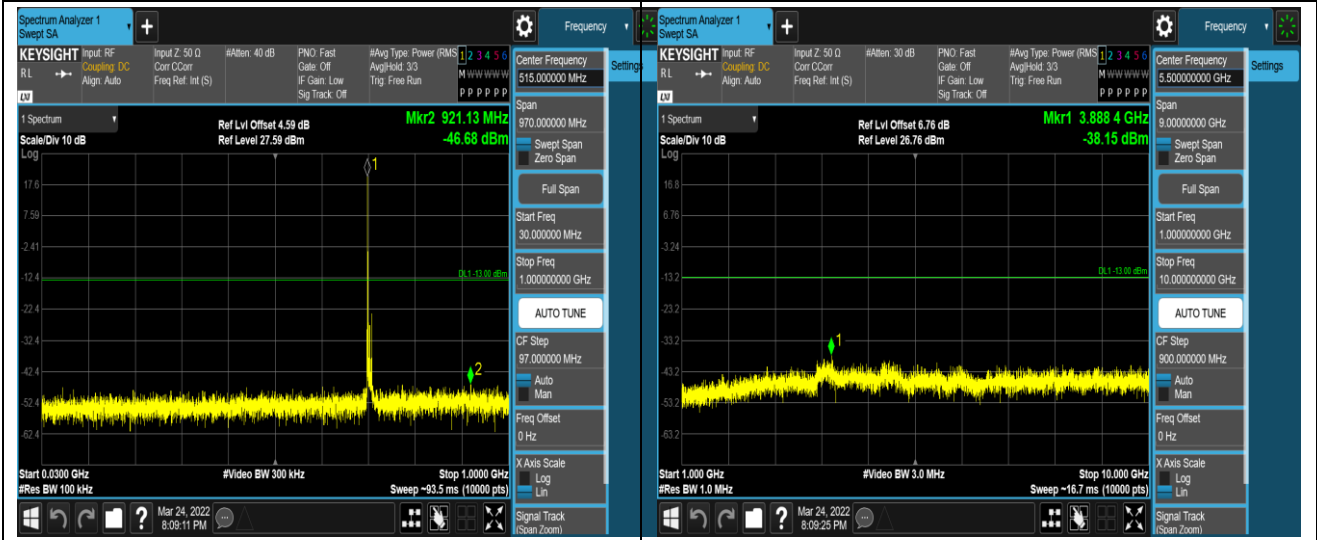 Spectrum Analyzer 1
Swept SA
+
Frequency
KEYSIGHT
Input: RF
Coupling: DC
Align: Auto
Input Z: 50 Ω
Corr CCorr
Freq Ref: Int (S)
#Atten: 40 dB
PNO: Fast
Gate: Off
IF Gain: Low
Sig Track: Off
#Avg Type: Power (RMS
Avg|Hold: 3/3
Trig: Free Run
1 2 3 4 5 6
M W W W W W
P P P P P P
RL
LXI
Center Frequency
515.000000 MHz
Settings
1 Spectrum
Scale/Div 10 dB
Log
Ref Lvl Offset 4.59 dB
Ref Level 27.59 dBm
Mkr2 921.13 MHz
-46.68 dBm
Span
970.000000 MHz
Swept Span
Zero Span
Full Span
Start Freq
30.000000 MHz
Stop Freq
1.000000000 GHz
AUTO TUNE
CF Step
97.000000 MHz
Auto
Man
Freq Offset
0 Hz
X Axis Scale
Log
Lin
Signal Track
(Span Zoom)
1
17.6
7.59
-2.41
-12.4
DL1 -13.00 dBm
-22.4
-32.4
-42.4
2
-52.4
-62.4
Start 0.0300 GHz
#Res BW 100 kHz
#Video BW 300 kHz
Stop 1.0000 GHz
Sweep ~93.5 ms (10000 pts)
?
Mar 24, 2022
8:09:11 PM
Spectrum Analyzer 1
Swept SA
+
Frequency
KEYSIGHT
Input: RF
Coupling: DC
Align: Auto
Input Z: 50 Ω
Corr CCorr
Freq Ref: Int (S)
#Atten: 30 dB
PNO: Fast
Gate: Off
IF Gain: Low
Sig Track: Off
#Avg Type: Power (RMS
Avg|Hold: 3/3
Trig: Free Run
1 2 3 4 5 6
M W W W W W
P P P P P P
RL
LXI
Center Frequency
5.500000000 GHz
Settings
1 Spectrum
Scale/Div 10 dB
Log
Ref Lvl Offset 6.76 dB
Ref Level 26.76 dBm
Mkr1 3.888 4 GHz
-38.15 dBm
Span
9.00000000 GHz
Swept Span
Zero Span
Full Span
Start Freq
1.000000000 GHz
Stop Freq
10.000000000 GHz
AUTO TUNE
CF Step
900.000000 MHz
Auto
Man
Freq Offset
0 Hz
X Axis Scale
Log
Lin
Signal Track
(Span Zoom)
16.8
6.76
-3.24
-13.2
DL1 -13.00 dBm
-23.2
-33.2
1
-43.2
-53.2
-63.2
Start 1.000 GHz
#Res BW 1.0 MHz
#Video BW 3.0 MHz
Stop 10.000 GHz
Sweep ~16.7 ms (10000 pts)
?
Mar 24, 2022
8:09:25 PM